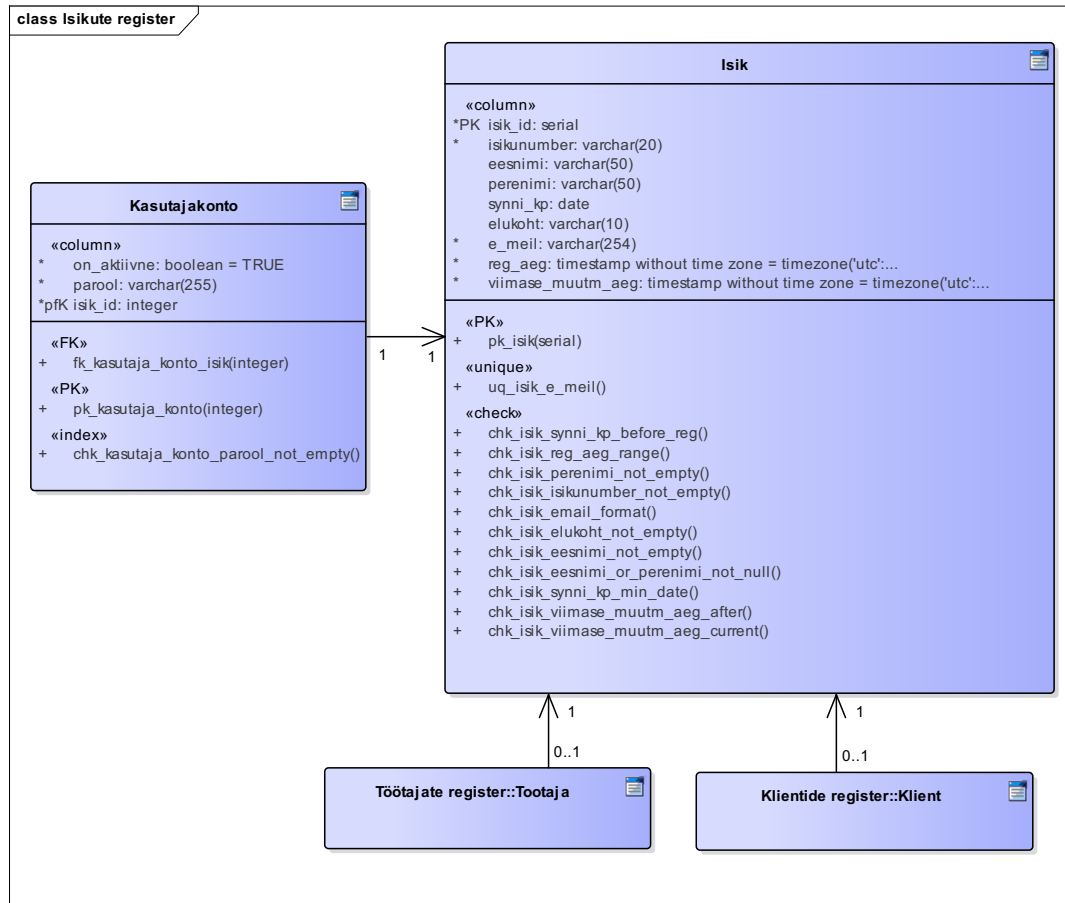 class Isikute register
Isik
«column»
*PK isik_id: serial
* isikunumber: varchar(20)
eesnimi: varchar(50)
perenimi: varchar(50)
synni_kp: date
elukoht: varchar(10)
* e_meil: varchar(254)
* reg_aeg: timestamp without time zone = timezone('utc':...
* viimase_muutm_aeg: timestamp without time zone = timezone('utc':...
«PK»
+ pk_isik(serial)
«unique»
+ uq_isik_e_meil()
«check»
+ chk_isik_synni_kp_before_reg()
+ chk_isik_reg_aeg_range()
+ chk_isik_perenimi_not_empty()
+ chk_isik_isikunumber_not_empty()
+ chk_isik_email_format()
+ chk_isik_elukoht_not_empty()
+ chk_isik_eesnimi_not_empty()
+ chk_isik_eesnimi_or_perenimi_not_null()
+ chk_isik_synni_kp_min_date()
+ chk_isik_viimase_muutm_aeg_after()
+ chk_isik_viimase_muutm_aeg_current()
Kasutajakonto
«column»
* on_aktiivne: boolean = TRUE
* parool: varchar(255)
*pfK isik_id: integer
«FK»
+ fk_kasutaja_konto_isik(integer)
«PK»
+ pk_kasutaja_konto(integer)
«index»
+ chk_kasutaja_konto_parool_not_empty()
1
1
1
0..1
1
0..1
Töötajate register::Tootaja
Klientide register::Klient